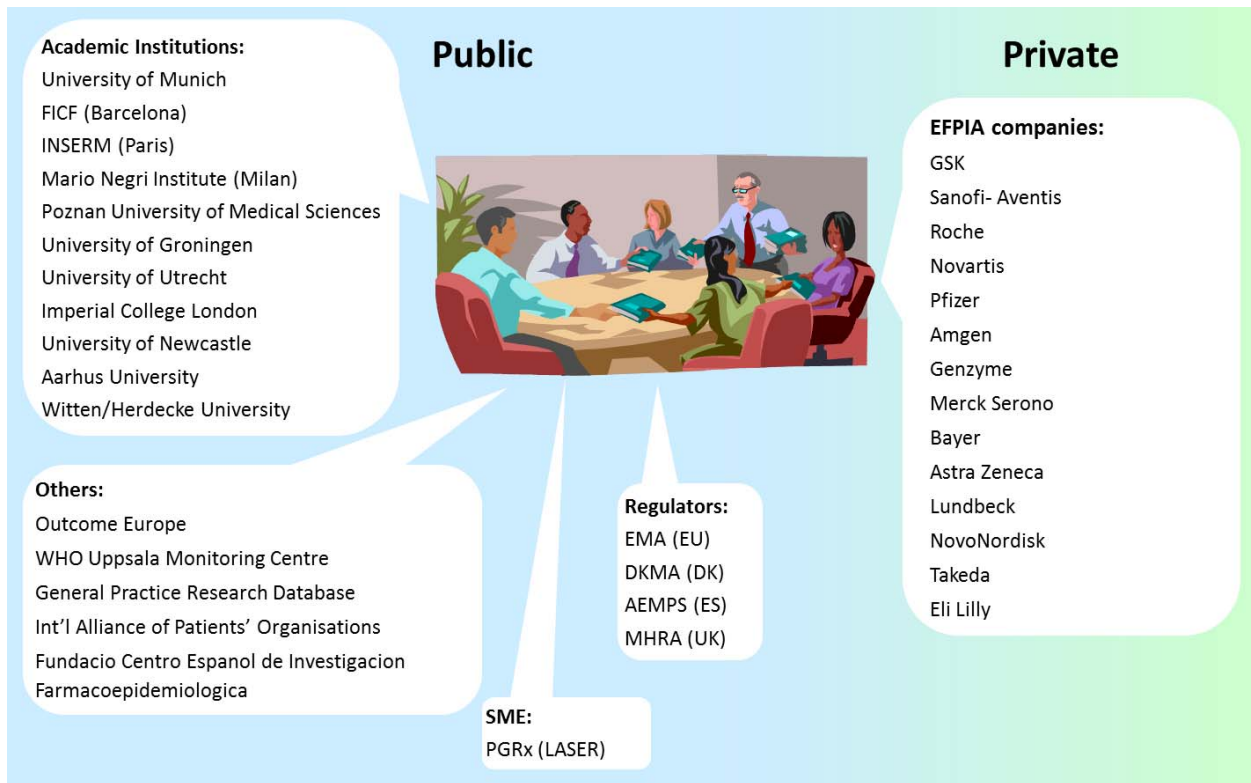 Public
Private
Academic Institutions:
University of Munich
FICF (Barcelona)
INSERM (Paris)
Mario Negri Institute (Milan)
Poznan University of Medical Sciences
University of Groningen
University of Utrecht
Imperial College London
University of Newcastle
Aarhus University
Witten/Herdecke University
Others:
Outcome Europe
WHO Uppsala Monitoring Centre
General Practice Research Database
Int’l Alliance of Patients’ Organisations
Fundacio Centro Espanol de Investigacion
Farmacoepidemiologica
SME:
PGRx (LASER)
Regulators:
EMA (EU)
DKMA (DK)
AEMPS (ES)
MHRA (UK)
EFPIA companies:
GSK
Sanofi- Aventis
Roche
Novartis
Pfizer
Amgen
Genzyme
Merck Serono
Bayer
Astra Zeneca
Lundbeck
NovoNordisk
Takeda
Eli Lilly